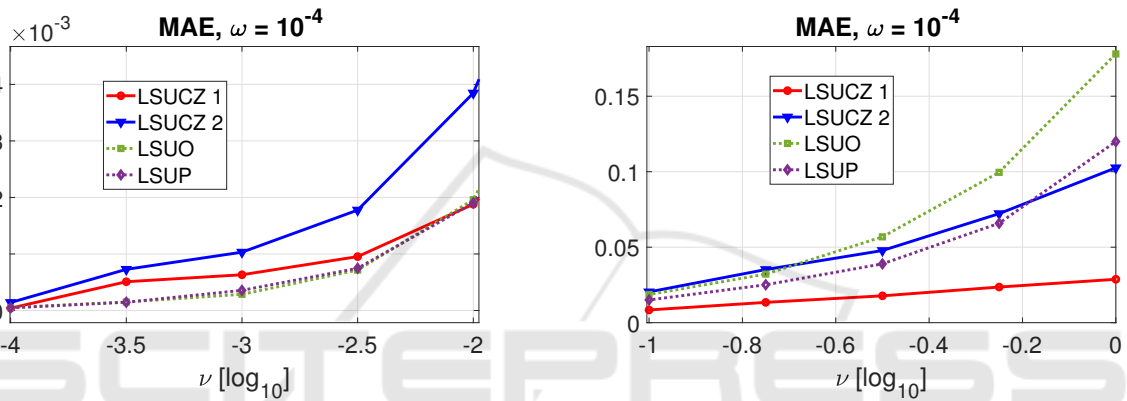 ×10⁻³
MAE, ω = 10⁻⁴
LSUCZ 1
LSUCZ 2
LSUO
LSUP
-4
-3.5
-3
-2.5
-2
ν [log₁₀]
MAE, ω = 10⁻⁴
0.15
0.1
0.05
0
LSUCZ 1
LSUCZ 2
LSUO
LSUP
-1
-0.8
-0.6
-0.4
-0.2
0
ν [log₁₀]
SCITEPRESS